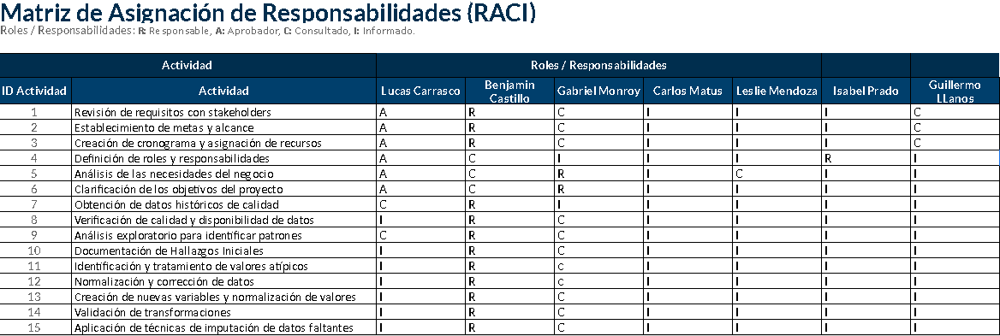 Matriz de Asignación de Responsabilidades (RACI)
Roles / Responsabilidades: R: Responsable, A: Aprobador, C: Consultado, I: Informado.
Actividad Roles / Responsabilidades
ID Actividad Actividad Lucas Carrasco Benjamin Castillo Gabriel Monroy Carlos Matus Leslie Mendoza Isabel Prado Guillermo LLanos
1 Revisión de requisitos con stakeholders A R C I I I C
2 Establecimiento de metas y alcance A R C I I I C
3 Creación de cronograma y asignación de recursos A R C I I I C
4 Definición de roles y responsabilidades A C I I I R I
5 Análisis de las necesidades del negocio A C R I C I I
6 Clarificación de los objetivos del proyecto A C R I I I I
7 Obtención de datos históricos de calidad C R I I I I I
8 Verificación de calidad y disponibilidad de datos I R C I I I I
9 Análisis exploratorio para identificar patrones C R C I I I I
10 Documentación de Hallazgos Iniciales I R C I I I I
11 Identificación y tratamiento de valores atípicos I R c I I I I
12 Normalización y corrección de datos I R c I I I I
13 Creación de nuevas variables y normalización de valores I R C I I I I
14 Validación de transformaciones I R C I I I I
15 Aplicación de técnicas de imputación de datos faltantes I R C I I I I